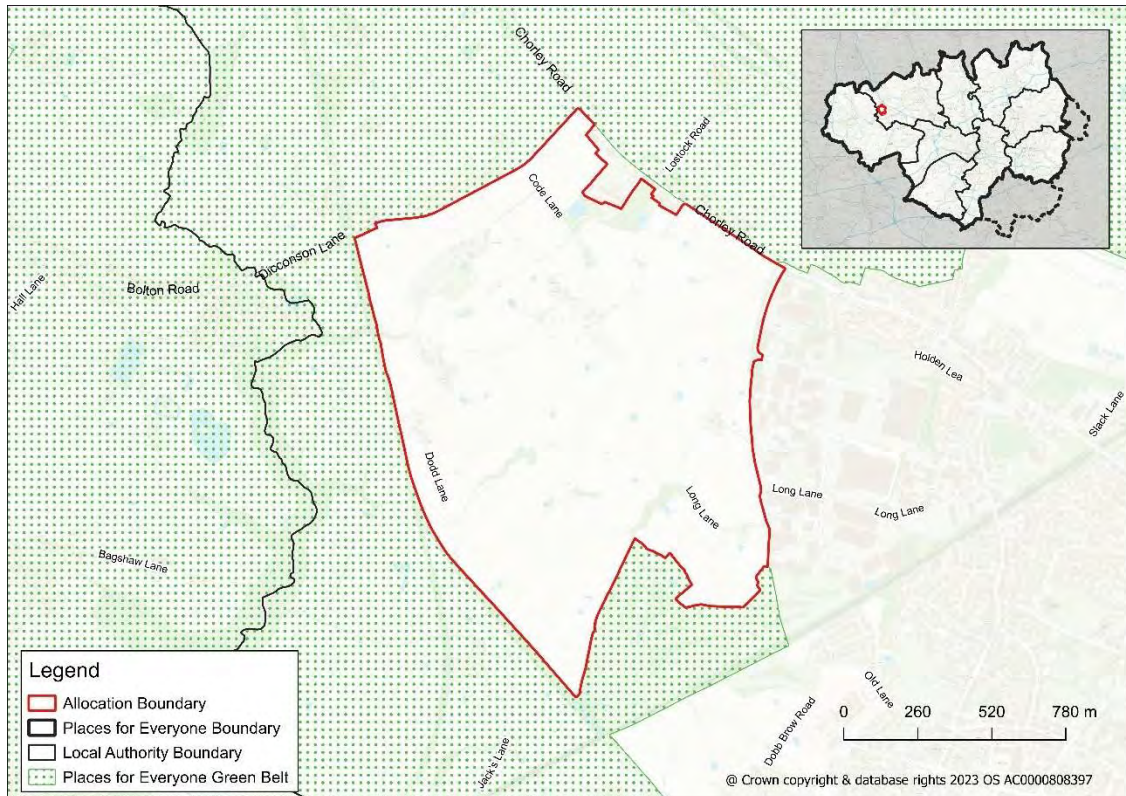 Chorley Road
Lostock Road
Code Lane
Chorley Road
Dicconson Lane
Half Lane
Bolton Road
Holden Lea
Slack Lane
Dodd Lane
Long Lane
Long Lane
Long Lane
Bagshaw Lane
Old Lane
Dobb Brow Road
Jack's Lane
Legend
Allocation Boundary
Places for Everyone Boundary
Local Authority Boundary
Places for Everyone Green Belt
0 260 520 780 m
@ Crown copyright & database rights 2023 OS AC0000808397